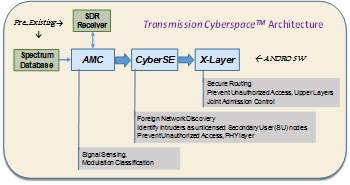 Transmission Cyberspace™ Architecture
Pre_Existing→
↓
SDR
Receiver
Spectrum
Database
AMC
CyberSE
X-Layer
←ANDRO SW
Secure Routing
Prevent Unauthorized Access, Upper Layers
Joint Admission Control
Foreign Network Discovery
Identify Intruders as unlicensed Secondary User (SU) nodes
Prevent Unauthorized Access, PHY layer
Signal Sensing,
Modulation Classification